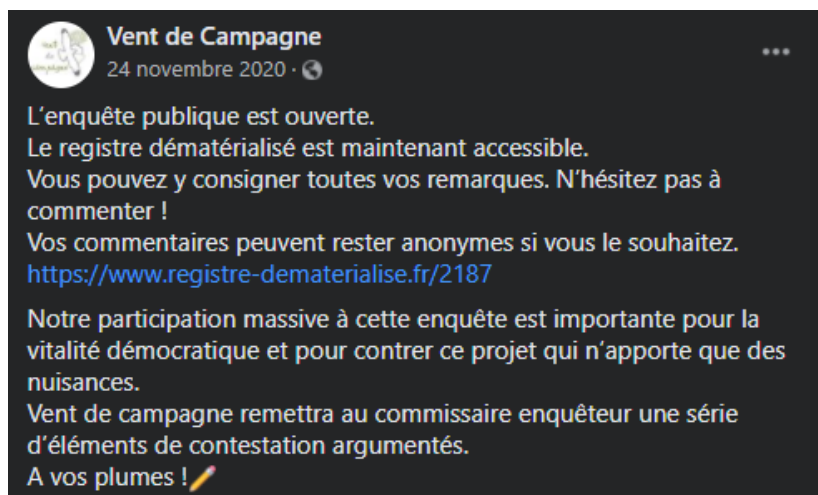 Vent de Campagne
24 novembre 2020 ·
L'enquête publique est ouverte.
Le registre dématérialisé est maintenant accessible.
Vous pouvez y consigner toutes vos remarques. N'hésitez pas à
commenter !
Vos commentaires peuvent rester anonymes si vous le souhaitez.
https://www.registre-dematerialise.fr/2187
Notre participation massive à cette enquête est importante pour la
vitalité démocratique et pour contrer ce projet qui n'apporte que des
nuisances.
Vent de campagne remettra au commissaire enquêteur une série
d'éléments de contestation argumentés.
A vos plumes !✏️